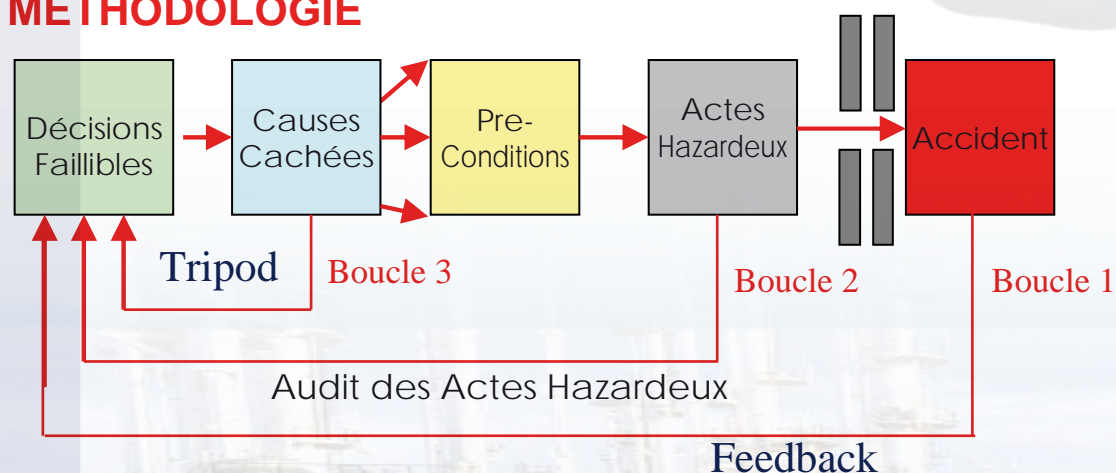 METHODOLOGIE
Décisions
Faillibles
Causes
Cachées
Pre-
Conditions
Actes
Hazardeux
Accident
Tripod
Boucle 3
Boucle 2
Boucle 1
Audit des Actes Hazardeux
Feedback